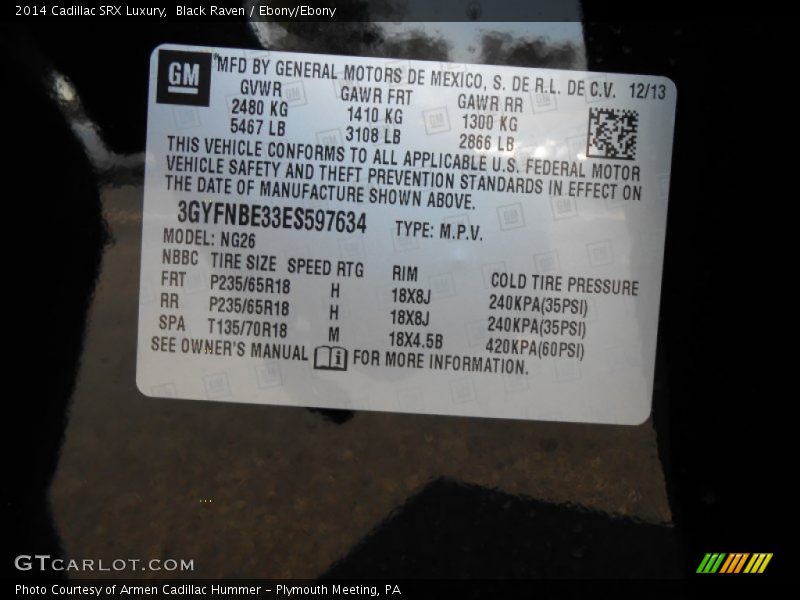 2014 Cadillac SRX Luxury,  Black Raven / Ebony/Ebony
GM
MFD BY GENERAL MOTORS DE MEXICO, S. DE R.L. DE C.V. 12/13
GVWR GAWR FRT GAWR RR
2480 KG 1410 KG 1300 KG
5467 LB 3108 LB 2866 LB
THIS VEHICLE CONFORMS TO ALL APPLICABLE U.S. FEDERAL MOTOR
VEHICLE SAFETY AND THEFT PREVENTION STANDARDS IN EFFECT ON
THE DATE OF MANUFACTURE SHOWN ABOVE.
3GYFNBE33ES597634 TYPE: M.P.V.
MODEL: NG26
NBBC TIRE SIZE SPEED RTG RIM COLD TIRE PRESSURE
FRT P235/65R18 H 18X8J 240KPA(35PSI)
RR P235/65R18 H 18X8J 240KPA(35PSI)
SPA T135/70R18 M 18X4.5B 420KPA(60PSI)
SEE OWNER'S MANUAL FOR MORE INFORMATION.
GTCARLOT.COM
Photo Courtesy of Armen Cadillac Hummer - Plymouth Meeting, PA